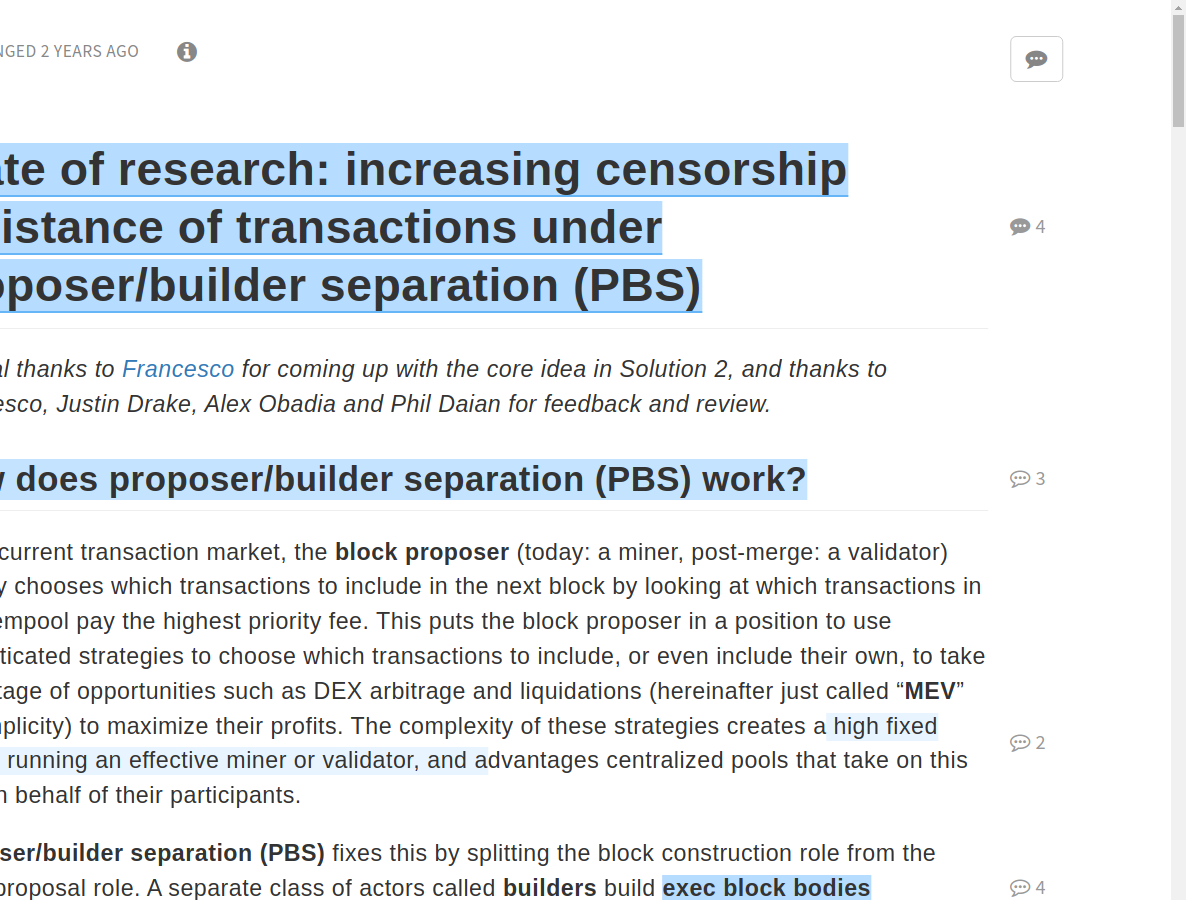 NGED 2 YEARS AGO
te of research: increasing censorship
istance of transactions under
4
poser/builder separation (PBS)
l thanks to Francesco for coming up with the core idea in Solution 2, and thanks to
esco, Justin Drake, Alex Obadia and Phil Daian for feedback and review.
does proposer/builder separation (PBS) work?
3
current transaction market, the block proposer (today: a miner, post-merge: a validator)
y chooses which transactions to include in the next block by looking at which transactions in
empool pay the highest priority fee. This puts the block proposer in a position to use
ticated strategies to choose which transactions to include, or even include their own, to take
tage of opportunities such as DEX arbitrage and liquidations (hereinafter just called “MEV”
plicity) to maximize their profits. The complexity of these strategies creates a high fixed
2
running an effective miner or validator, and advantages centralized pools that take on this
n behalf of their participants.
ser/builder separation (PBS) fixes this by splitting the block construction role from the
proposal role. A separate class of actors called builders build exec block bodies
4